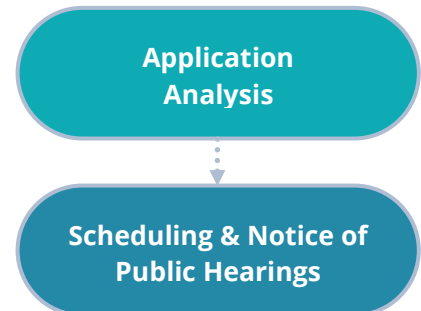 Application
Analysis
Scheduling & Notice of
Public Hearings